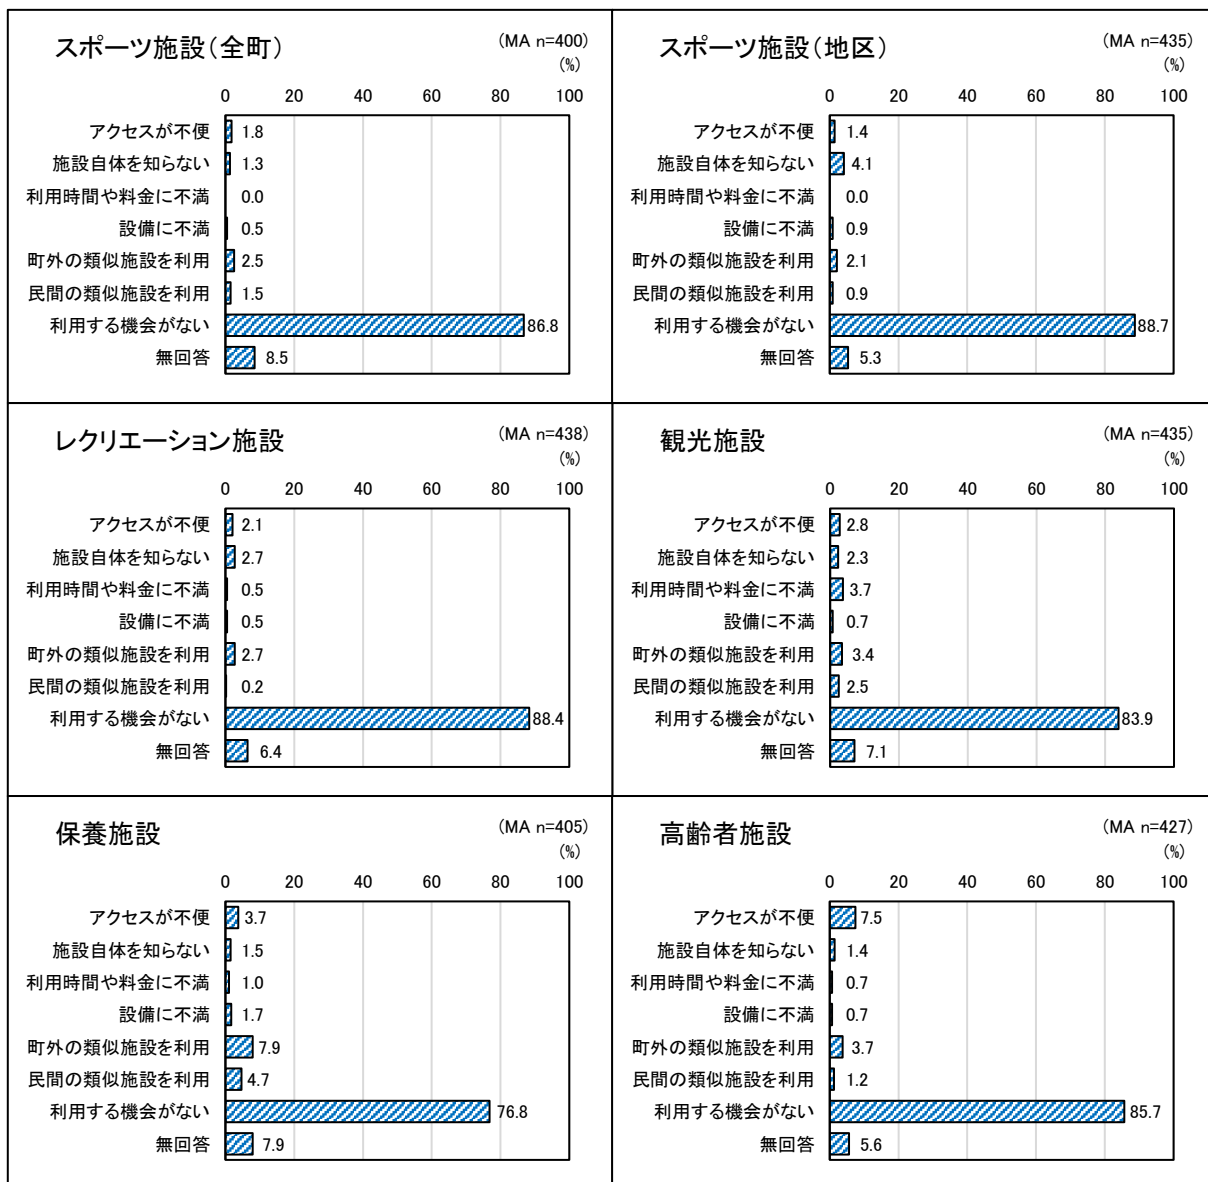 スポーツ施設(全町)
(MA n=400)
(%)
0 20 40 60 80 100
アクセスが不便 1.8
施設自体を知らない 1.3
利用時間や料金に不満 0.0
設備に不満 0.5
町外の類似施設を利用 2.5
民間の類似施設を利用 1.5
利用する機会がない 86.8
無回答 8.5
スポーツ施設(地区)
(MA n=435)
(%)
0 20 40 60 80 100
アクセスが不便 1.4
施設自体を知らない 4.1
利用時間や料金に不満 0.0
設備に不満 0.9
町外の類似施設を利用 2.1
民間の類似施設を利用 0.9
利用する機会がない 88.7
無回答 5.3
レクリエーション施設
(MA n=438)
(%)
0 20 40 60 80 100
アクセスが不便 2.1
施設自体を知らない 2.7
利用時間や料金に不満 0.5
設備に不満 0.5
町外の類似施設を利用 2.7
民間の類似施設を利用 0.2
利用する機会がない 88.4
無回答 6.4
観光施設
(MA n=435)
(%)
0 20 40 60 80 100
アクセスが不便 2.8
施設自体を知らない 2.3
利用時間や料金に不満 3.7
設備に不満 0.7
町外の類似施設を利用 3.4
民間の類似施設を利用 2.5
利用する機会がない 83.9
無回答 7.1
保養施設
(MA n=405)
(%)
0 20 40 60 80 100
アクセスが不便 3.7
施設自体を知らない 1.5
利用時間や料金に不満 1.0
設備に不満 1.7
町外の類似施設を利用 7.9
民間の類似施設を利用 4.7
利用する機会がない 76.8
無回答 7.9
高齢者施設
(MA n=427)
(%)
0 20 40 60 80 100
アクセスが不便 7.5
施設自体を知らない 1.4
利用時間や料金に不満 0.7
設備に不満 0.7
町外の類似施設を利用 3.7
民間の類似施設を利用 1.2
利用する機会がない 85.7
無回答 5.6